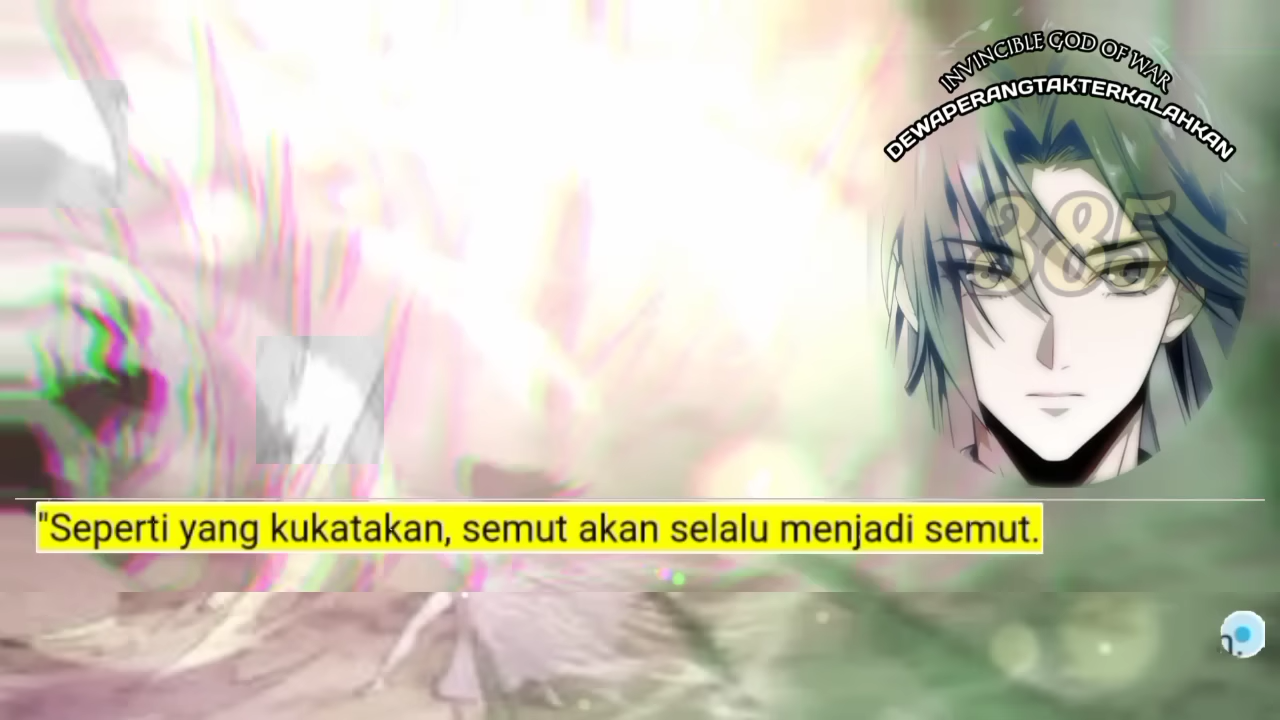 INVINCIBLE GOD OF WAR
DEWAPERANGTAKTERKALAHKAN
385
"Seperti yang kukatakan, semut akan selalu menjadi semut.